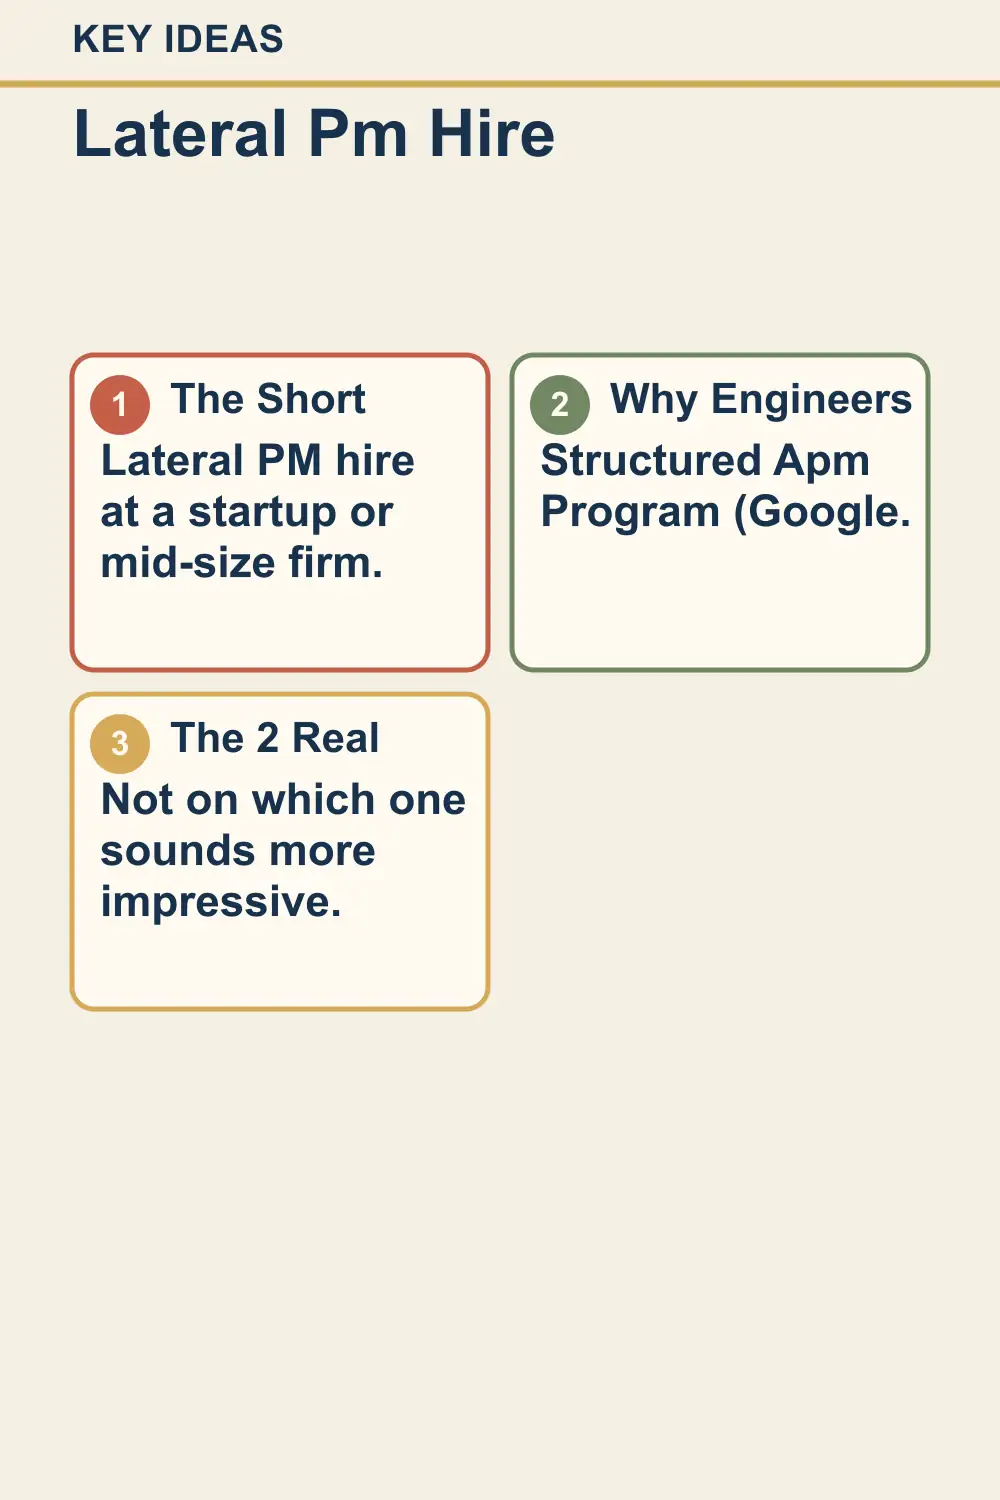 KEY IDEAS
Lateral Pm Hire
1 The Short
Lateral PM hire
at a startup or
mid-size firm.
2 Why Engineers
Structured Apm
Program (Google.
3 The 2 Real
Not on which one
sounds more
impressive.